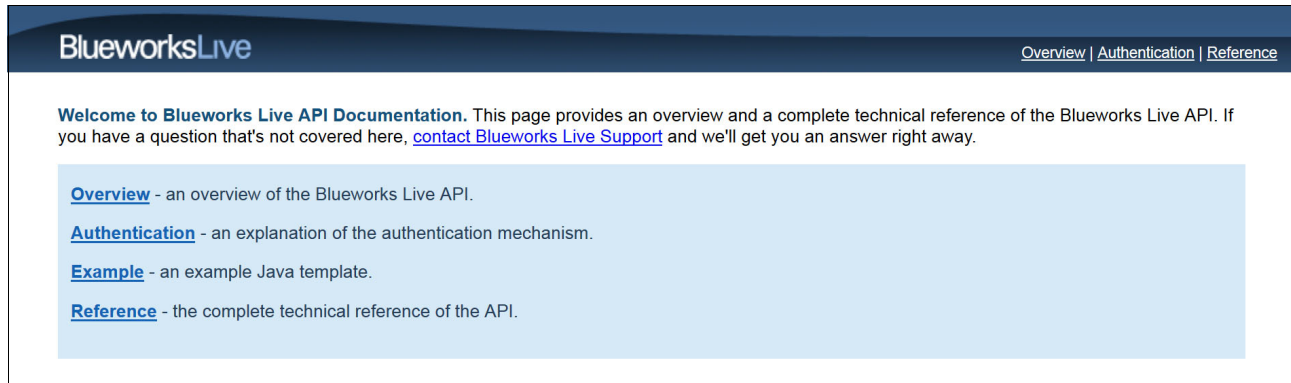 BlueworksLive
Overview | Authentication | Reference
Welcome to Blueworks Live API Documentation. This page provides an overview and a complete technical reference of the Blueworks Live API. If
you have a question that's not covered here, contact Blueworks Live Support and we'll get you an answer right away.
Overview - an overview of the Blueworks Live API.
Authentication - an explanation of the authentication mechanism.
Example - an example Java template.
Reference - the complete technical reference of the API.